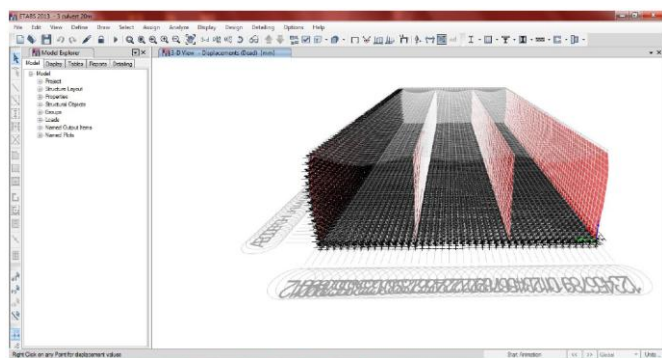 ETABS 2013 - 3 culvert 20m
File Edit View Define Draw Select Assign Analyze Display Design Detailing Options Help
Model Explorer
3-D View - Displacements (Dead) [mm]
Model Display Tables Reports Detailing
Model
Project
Structure Layout
Properties
Structural Objects
Groups
Loads
Named Output Items
Named Plots
Right Click on any Point for displacement values
Start Animation << >> Global Units...